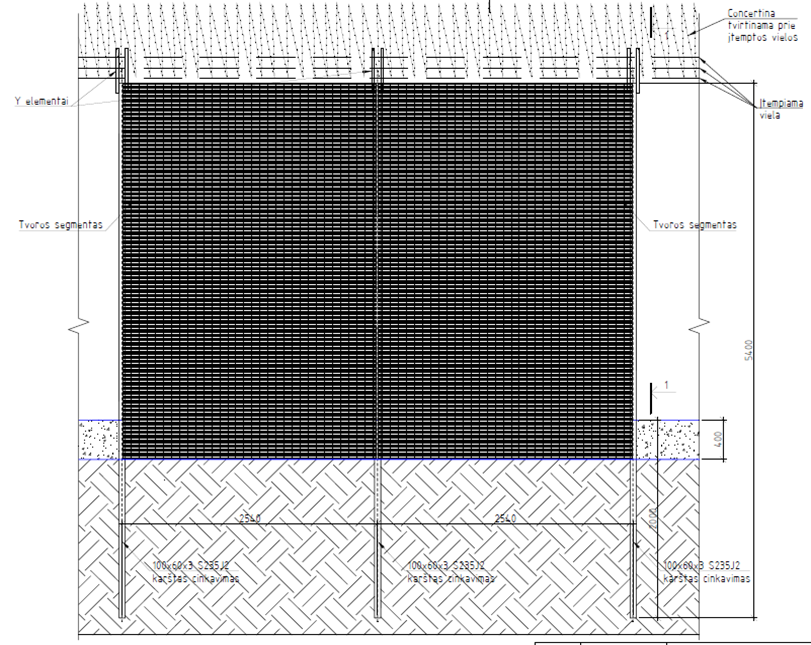 Concertina
tvirtinama prie
įtemptos vielos
1
Y elementai
Įtempiama
viela
Tvoros segmentas
Tvoros segmentas
5400
1
400
2540
2540
2000
100x60x3 S235J2
karštas cinkavimas
100x60x3 S235J2
karštas cinkavimas
100x60x3 S235J2
karštas cinkavimas